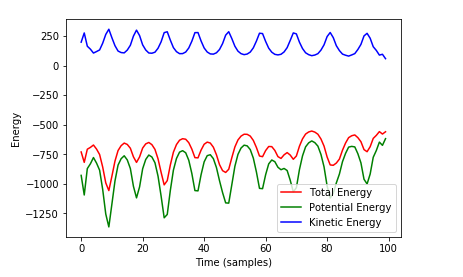 250
0
−250
−500
−750
−1000
−1250
Energy
0
20
40
60
80
100
Time (samples)
Total Energy
Potential Energy
Kinetic Energy